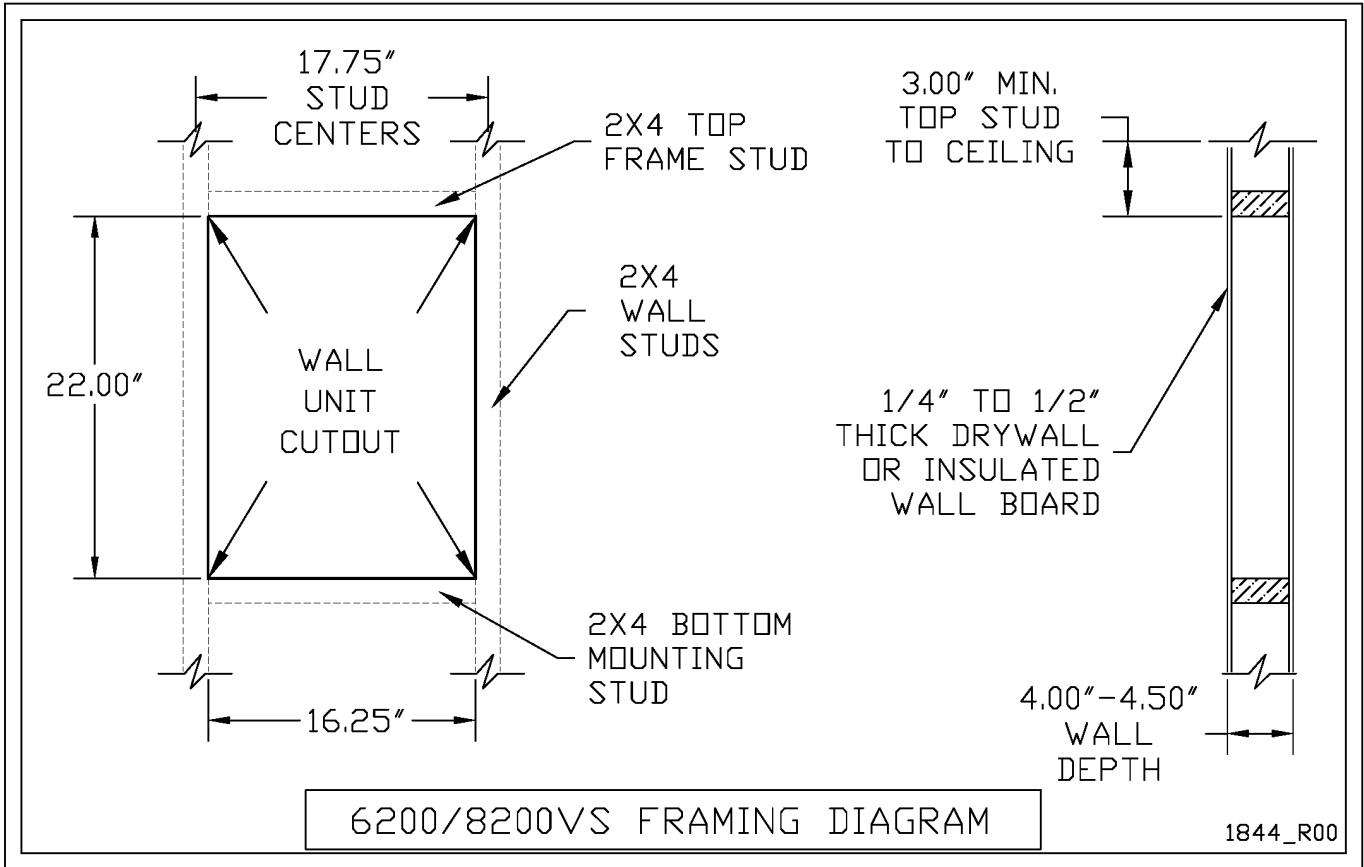 17.75"
STUD
CENTERS
2X4 TOP
FRAME STUD
3.00" MIN.
TOP STUD
TO CEILING
22.00"
WALL
UNIT
CUTOUT
2X4
WALL
STUDS
1/4" TO 1/2"
THICK DRYWALL
OR INSULATED
WALL BOARD
2X4 BOTTOM
MOUNTING
STUD
16.25"
4.00"-4.50"
WALL
DEPTH
6200/8200VS FRAMING DIAGRAM
1844_R00